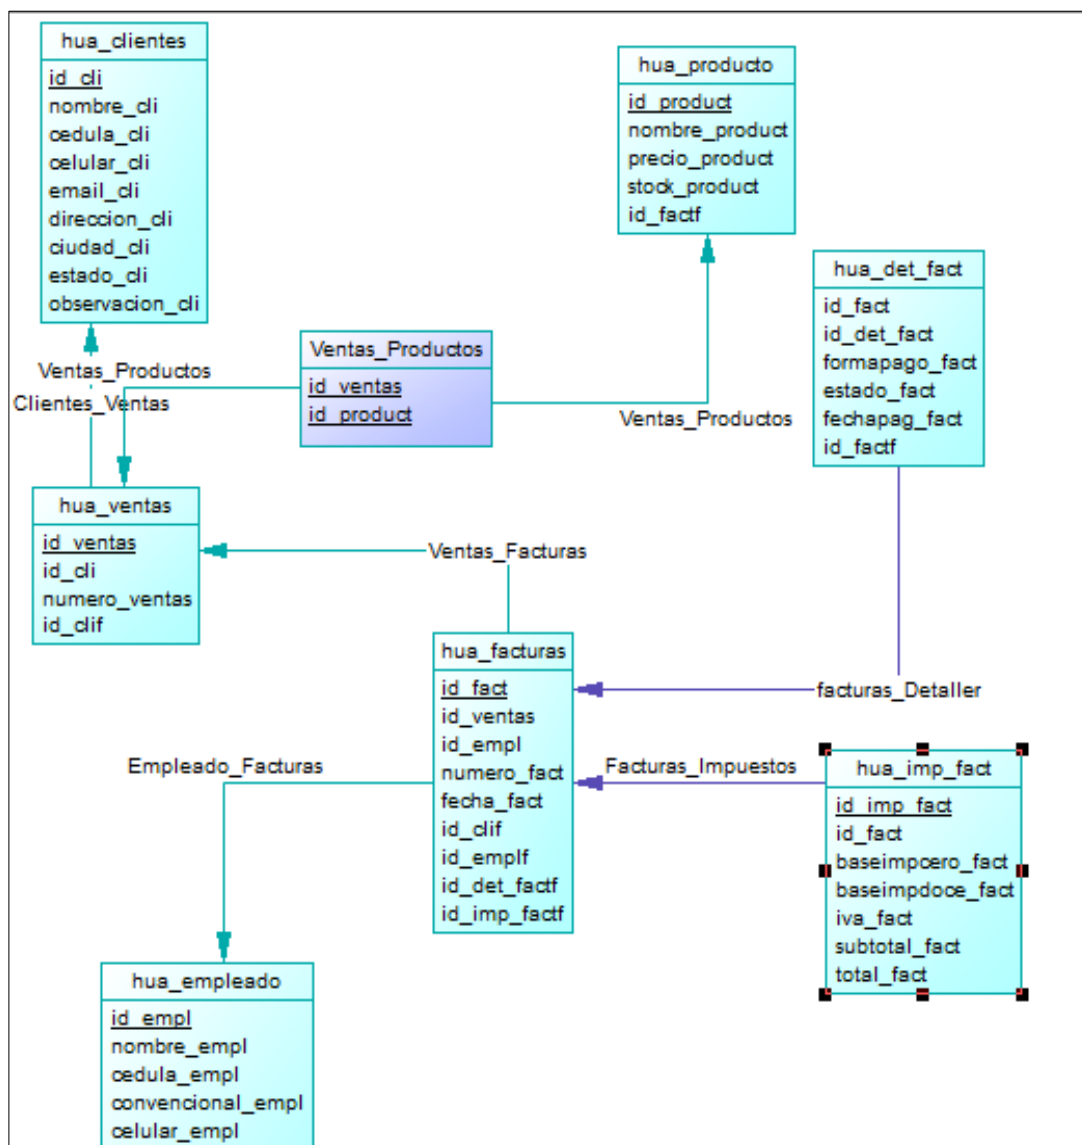 hua_clientes
id_cli
nombre_cli
cedula_cli
celular_cli
email_cli
direccion_cli
ciudad_cli
estado_cli
observacion_cli
hua_producto
id_product
nombre_product
precio_product
stock_product
id_factf
hua_det_fact
id_fact
id_det_fact
formapago_fact
estado_fact
fechapag_fact
id_factf
Ventas_Productos
id_ventas
id_product
Ventas_Productos
Clientes_Ventas
Ventas_Productos
hua_ventas
id_ventas
id_cli
numero_ventas
id_clif
Ventas_Facturas
hua_facturas
id_fact
id_ventas
id_empl
numero_fact
fecha_fact
id_clif
id_emplf
id_det_factf
id_imp_factf
facturas_Detaller
Empleado_Facturas
Facturas_Impuestos
hua_imp_fact
id_imp_fact
id_fact
baseimpcero_fact
baseimpdoce_fact
iva_fact
subtotal_fact
total_fact
hua_empleado
id_empl
nombre_empl
cedula_empl
convencional_empl
celular_empl